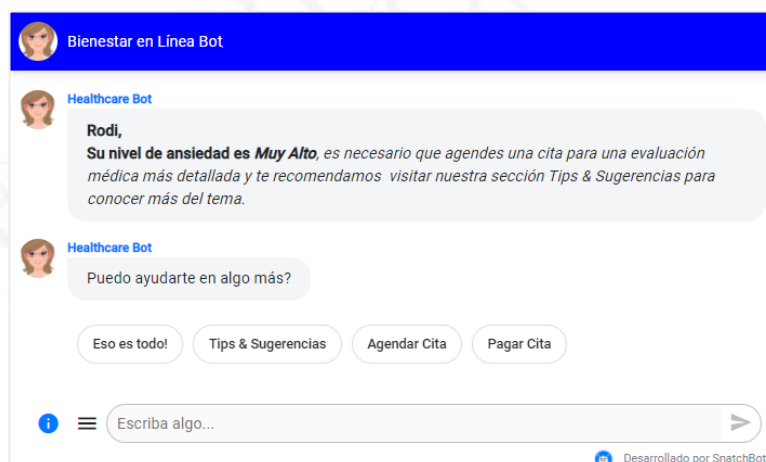 Bienestar en Línea Bot
Healthcare Bot
Rodi,
Su nivel de ansiedad es Muy Alto, es necesario que agendes una cita para una evaluación
médica más detallada y te recomendamos visitar nuestra sección Tips & Sugerencias para
conocer más del tema.
Healthcare Bot
Puedo ayudarte en algo más?
Eso es todo! Tips & Sugerencias Agendar Cita Pagar Cita
Escriba algo...
Desarrollado por SnatchBot